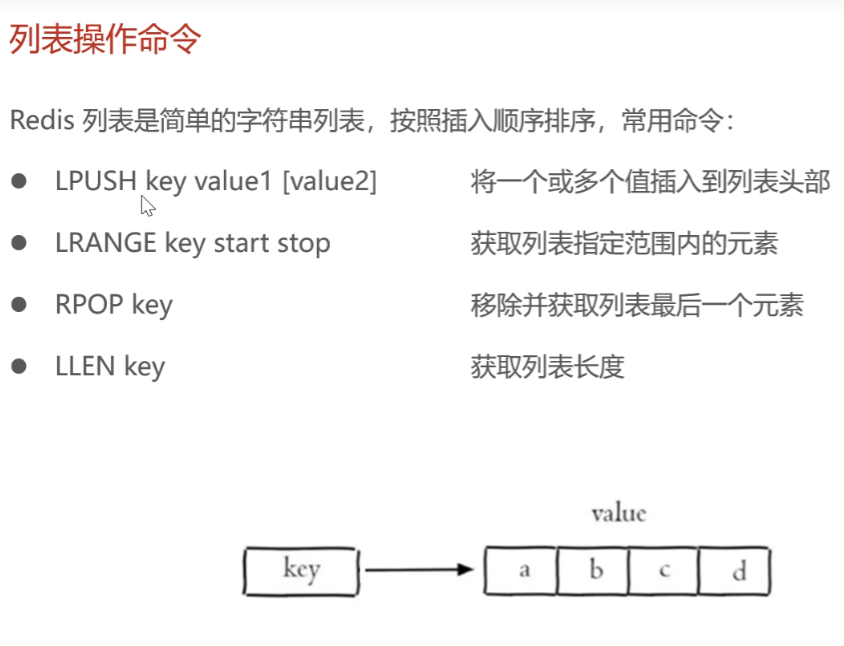 列表操作命令
Redis 列表是简单的字符串列表，按照插入顺序排序，常用命令：
● LPUSH key value1 [value2] 将一个或多个值插入到列表头部
● LRANGE key start stop 获取列表指定范围内的元素
● RPOP key 移除并获取列表最后一个元素
● LLEN key 获取列表长度
value
key a b c d